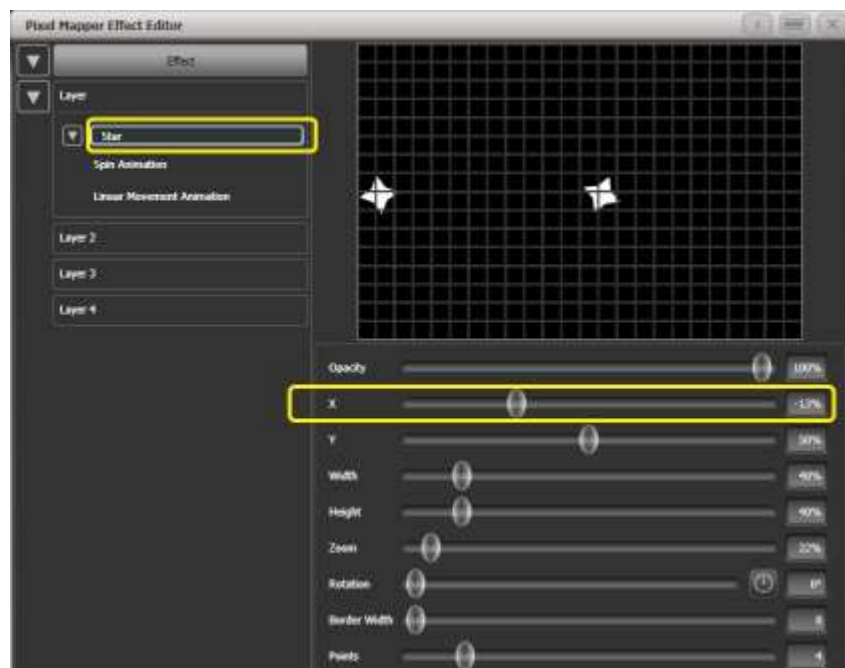 Pixel Mapper Effect Editor
Effect
Layer
Star
Spin Animation
Linear Movement Animation
Layer 2
Layer 3
Layer 4
Opacity 100%
X -13%
Y 50%
Width 40%
Height 40%
Zoom 22%
Rotation 0°
Border Width
Points 4